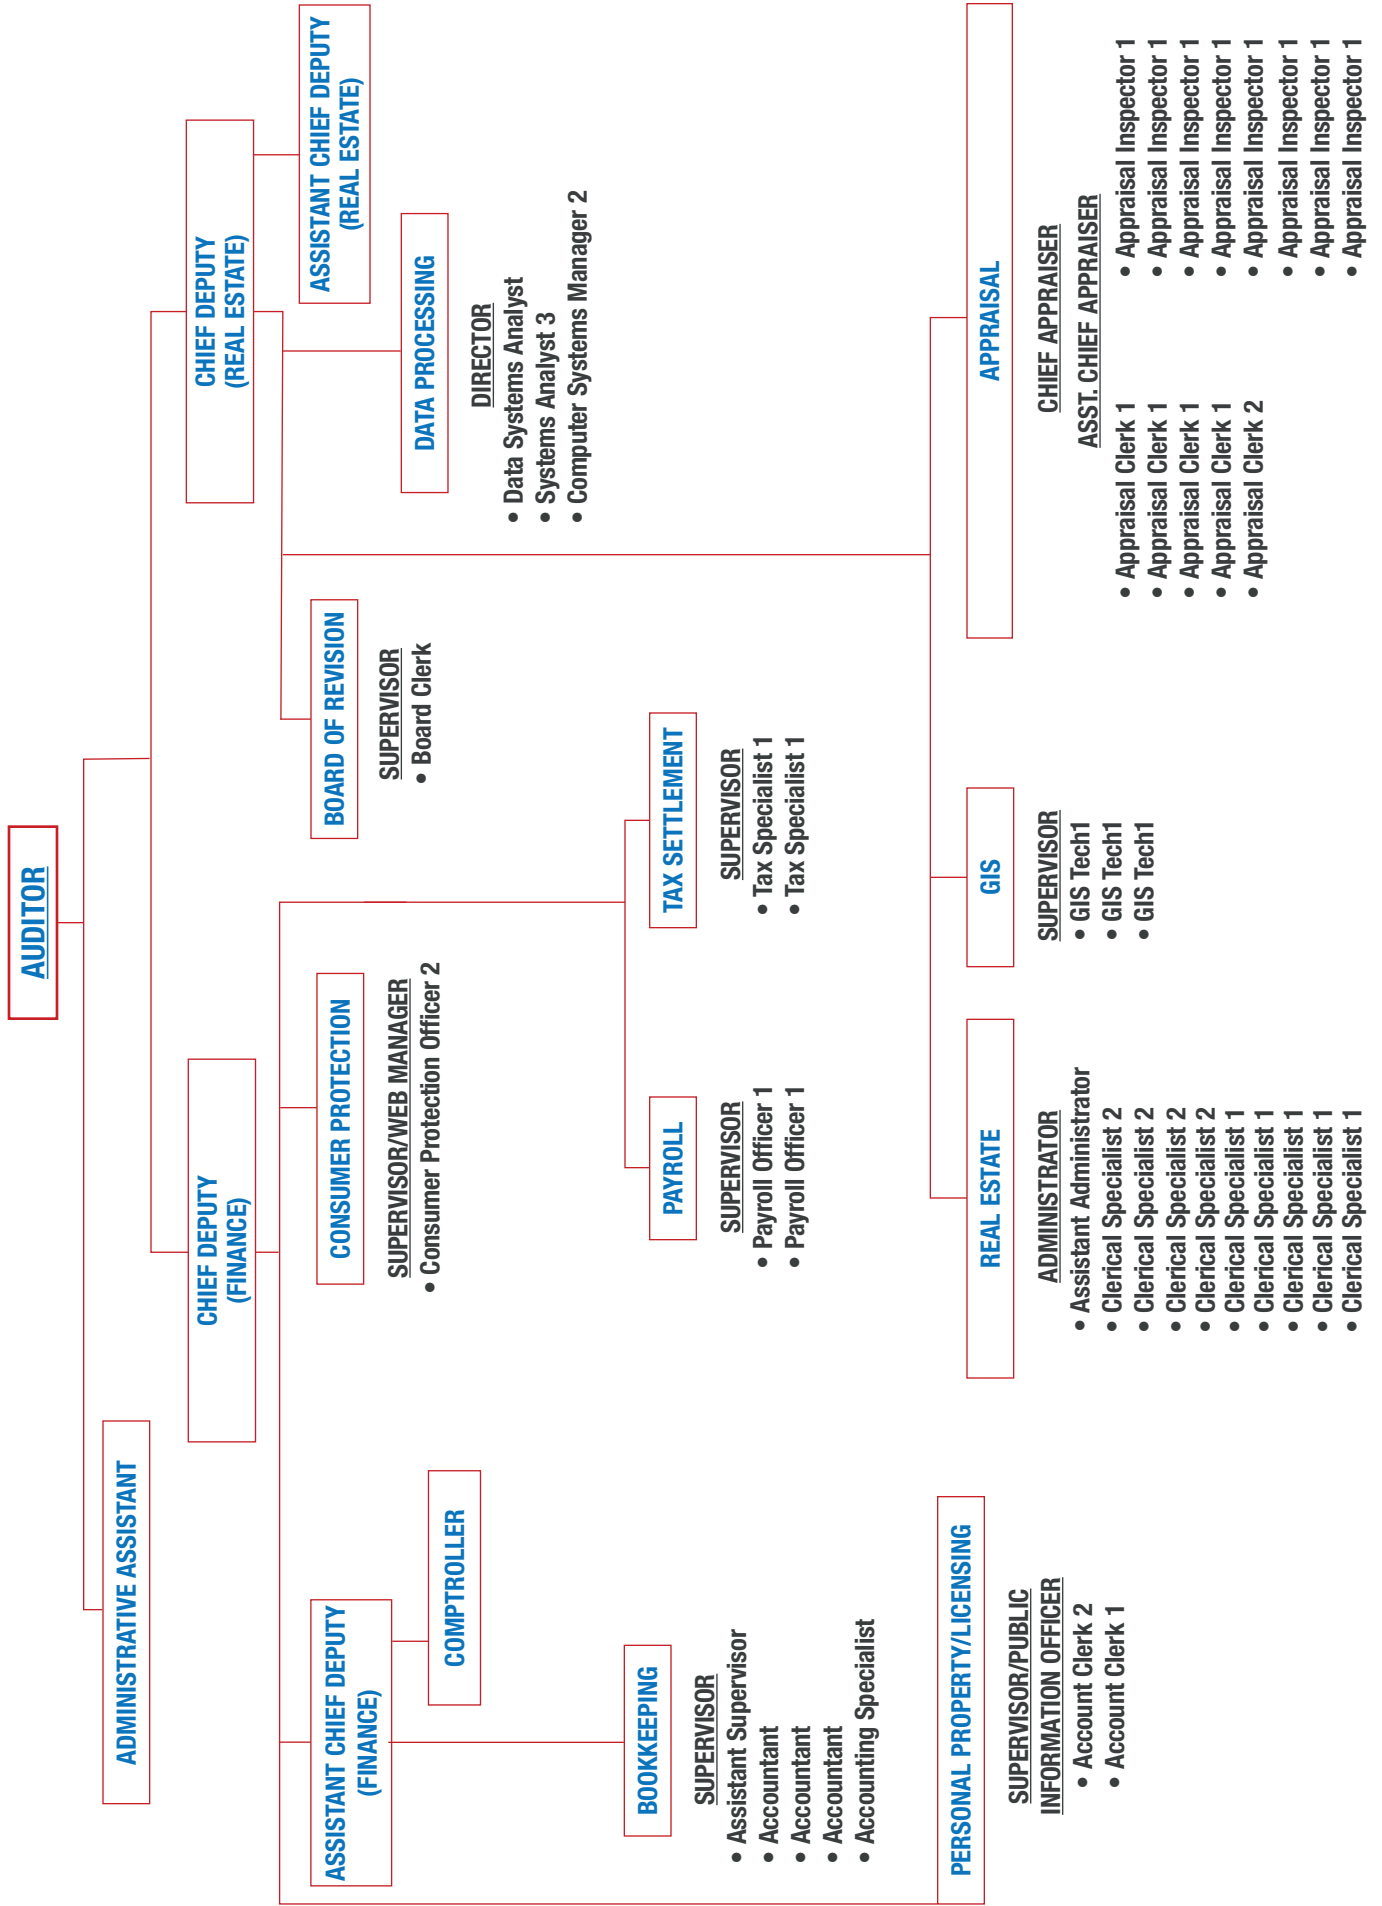 AUDITOR
ADMINISTRATIVE ASSISTANT
CHIEF DEPUTY
(FINANCE)
CHIEF DEPUTY
(REAL ESTATE)
ASSISTANT CHIEF DEPUTY
(FINANCE)
COMPTROLLER
CONSUMER PROTECTION
SUPERVISOR/WEB MANAGER
• Consumer Protection Officer 2
BOARD OF REVISION
SUPERVISOR
• Board Clerk
ASSISTANT CHIEF DEPUTY
(REAL ESTATE)
DATA PROCESSING
DIRECTOR
• Data Systems Analyst
• Systems Analyst 3
• Computer Systems Manager 2
BOOKKEEPING
SUPERVISOR
• Assistant Supervisor
• Accountant
• Accountant
• Accountant
• Accounting Specialist
PAYROLL
SUPERVISOR
• Payroll Officer 1
• Payroll Officer 1
TAX SETTLEMENT
SUPERVISOR
• Tax Specialist 1
• Tax Specialist 1
PERSONAL PROPERTY/LICENSING
SUPERVISOR/PUBLIC
INFORMATION OFFICER
• Account Clerk 2
• Account Clerk 1
REAL ESTATE
ADMINISTRATOR
• Assistant Administrator
• Clerical Specialist 2
• Clerical Specialist 2
• Clerical Specialist 2
• Clerical Specialist 2
• Clerical Specialist 1
• Clerical Specialist 1
• Clerical Specialist 1
• Clerical Specialist 1
• Clerical Specialist 1
GIS
SUPERVISOR
• GIS Tech1
• GIS Tech1
• GIS Tech1
APPRAISAL
CHIEF APPRAISER
ASST. CHIEF APPRAISER
• Appraisal Clerk 1
• Appraisal Clerk 1
• Appraisal Clerk 1
• Appraisal Clerk 1
• Appraisal Clerk 2
• Appraisal Inspector 1
• Appraisal Inspector 1
• Appraisal Inspector 1
• Appraisal Inspector 1
• Appraisal Inspector 1
• Appraisal Inspector 1
• Appraisal Inspector 1
• Appraisal Inspector 1